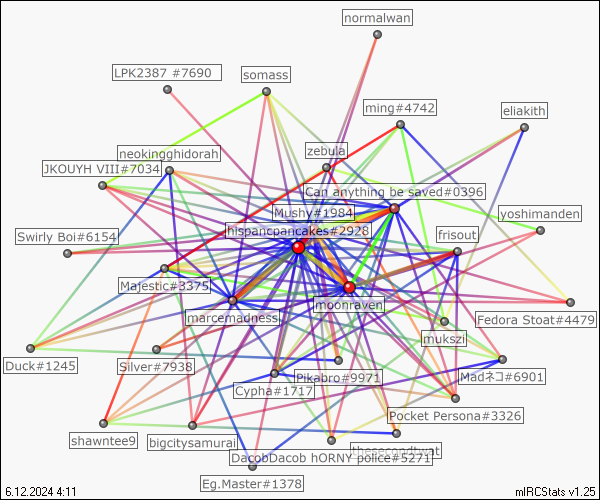 normalwan
LPK2387 #7690
somass
ming#4742
eliakith
neokingghidorah
zebula
JKOUYH VIII#7034
Can anything be saved#0396
Mushy#1984
yoshimanden
hispancpancakes#2928
Swirly Boi#6154
frisout
Majestic#3375
moonraven
marcemadness
Fedora Stoat#4479
mukszi
Duck#1245
Silver#7938
Pikabro#9971
Madネコ#6901
Cypha#1717
Pocket Persona#3326
shawntee9
bigcitysamurai
thesecondtwat
DacobDacob hORNY police#5271
Eg.Master#1378
6.12.2024 4:11
mIRCStats v1.25